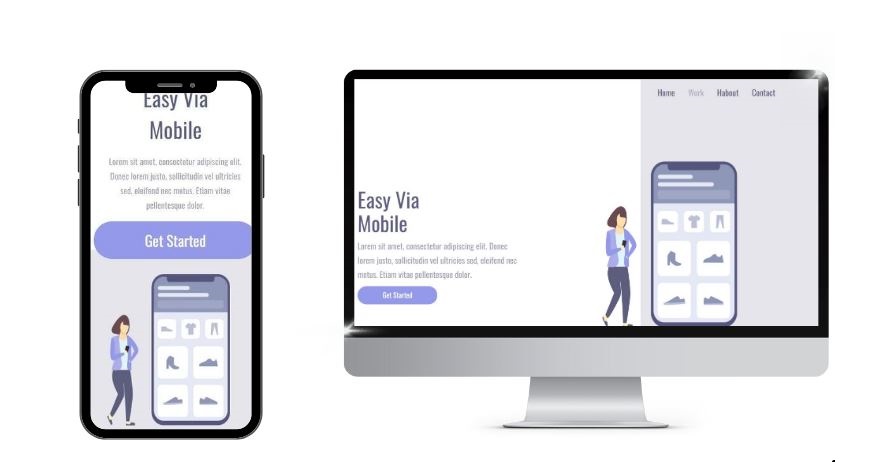 Easy Via
Mobile
Lorem sit amet, consectetur adipiscing elit.
Donec lorem justo, sollicitudin vel ultricies
sed, eleifend nec metus. Etiam vitae
pellentesque dolor.
Get Started
Home Work Habout Contact
Easy Via
Mobile
Lorem sit amet, consectetur adipiscing elit. Donec
lorem justo, sollicitudin vel ultricies sed, eleifend nec
metus. Etiam vitae pellentesque dolor.
Get Started